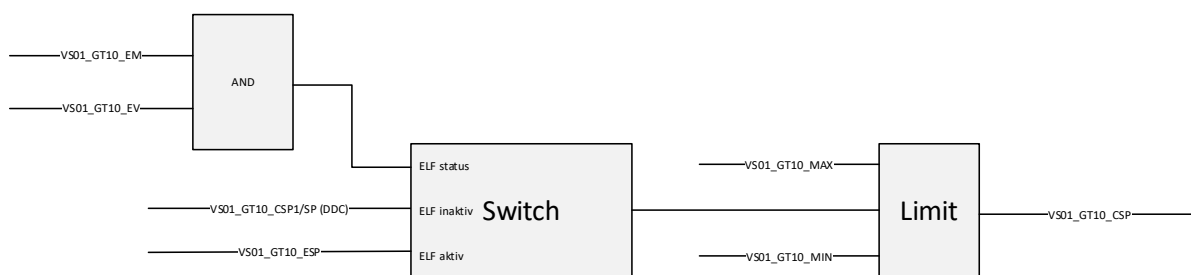 VS01_GT10_EM
AND
VS01_GT10_EV
ELF status
VS01_GT10_MAX
VS01_GT10_CSP1/SP (DDC)
ELF inaktiv
Switch
Limit
VS01_GT10_CSP
VS01_GT10_ESP
ELF aktiv
VS01_GT10_MIN